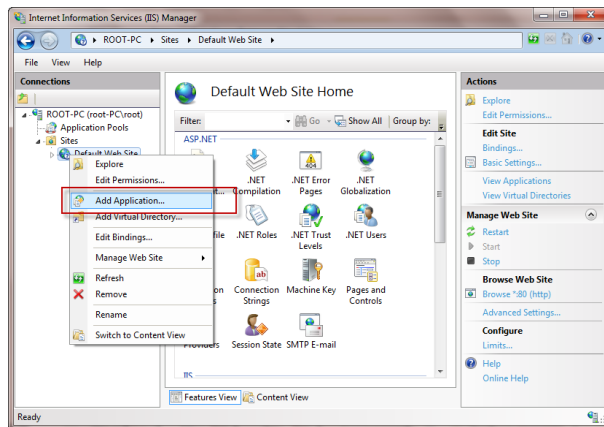 Internet Information Services (IIS) Manager
ROOT-PC
Sites
Default Web Site
File View Help
Connections
ROOT-PC (root-PC\root)
Application Pools
Sites
Default Web Site
Explore
Edit Permissions...
Add Application...
Add Virtual Directory...
Edit Bindings...
Manage Web Site
Refresh
Remove
Rename
Switch to Content View
Default Web Site Home
Filter: Go Show All Group by:
ASP.NET
Compilation
.NET Error Pages
.NET Globalization
.NET Roles
.NET Trust Levels
.NET Users
Connection Strings
Machine Key
Pages and Controls
Providers
Session State
SMTP E-mail
IIS
Features View Content View
Actions
Explore
Edit Permissions...
Edit Site
Bindings...
Basic Settings...
View Applications
View Virtual Directories
Manage Web Site
Restart
Start
Stop
Browse Web Site
Browse *:80 (http)
Advanced Settings...
Configure
Limits...
Help
Online Help
Ready